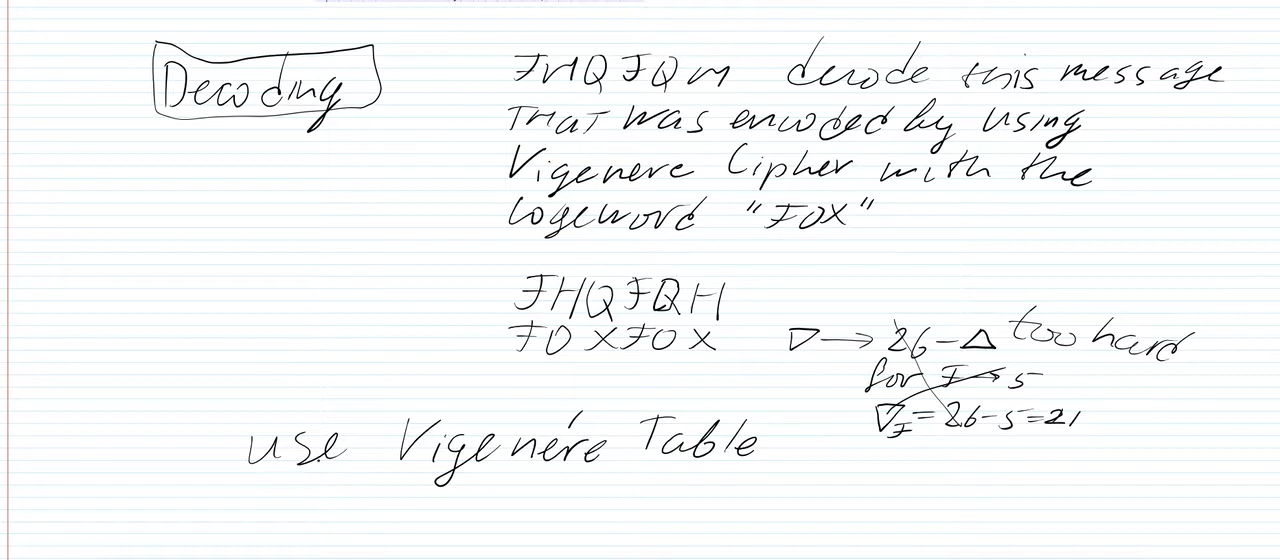 Decoding
FHQFQH decode this message
THAT was encoded by using
Vigenere Cipher with the
Codeword "FOX"
FHQFQH
FOXFOX
∇ → 26-Δ too hard
for F → 5
∇F = 26-5=21
use Vigenére Table